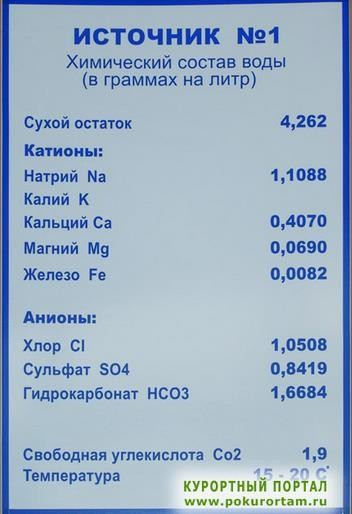 ИСТОЧНИК №1
Химический состав воды
(в граммах на литр)
Сухой остаток 4,262
Катионы:
Натрий Na 1,1088
Калий K
Кальций Ca 0,4070
Магний Mg 0,0690
Железо Fe 0,0082
Анионы:
Хлор Cl 1,0508
Сульфат SO4 0,8419
Гидрокарбонат HCO3 1,6684
Свободная углекислота Co2 1,9
Температура 15 - 20 C°
КУРОРТНЫЙ ПОРТАЛ
www.pokurortam.ru